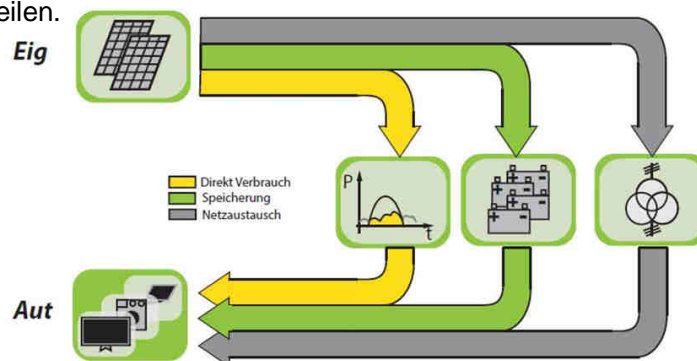 eilen.
Eig
Direkt Verbrauch
Speicherung
Netzaustausch
P
t
+ -
+ -
+ -
+ -
Aut